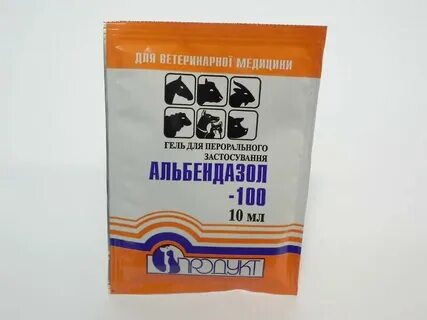 ДЛЯ ВЕТЕРИНАРНОЇ МЕДИЦИНИ
ГЕЛЬ ДЛЯ ПЕРОРАЛЬНОГО
ЗАСТОСУВАННЯ
АЛЬБЕНДАЗОЛ
-100
10 мл
ПРОДУКТ